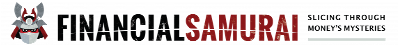 FINANCIALSAMURAI
SLICING THROUGH
MONEY'S MYSTERIES